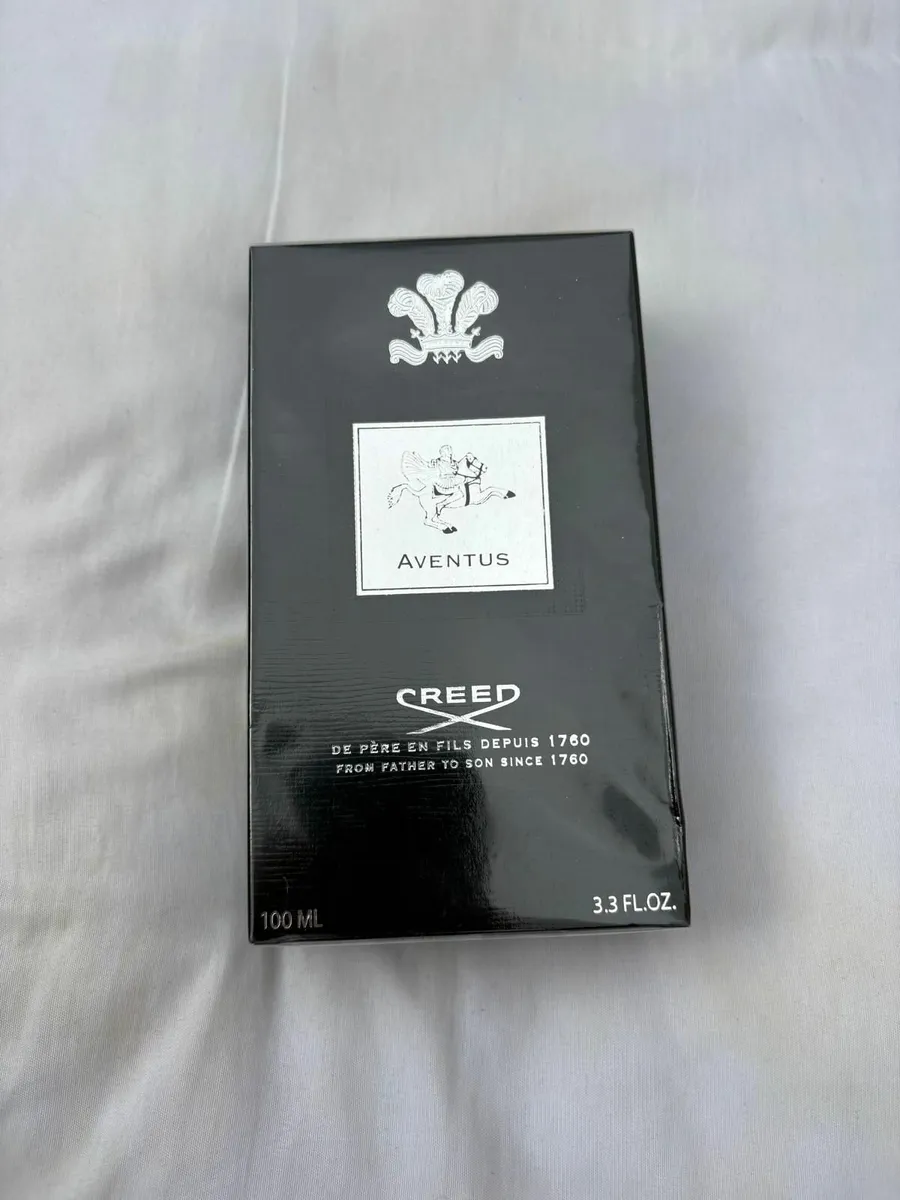 AVENTUS
CREED
DE PÈRE EN FILS DEPUIS 1760
FROM FATHER TO SON SINCE 1760
100 ML
3.3 FL.OZ.